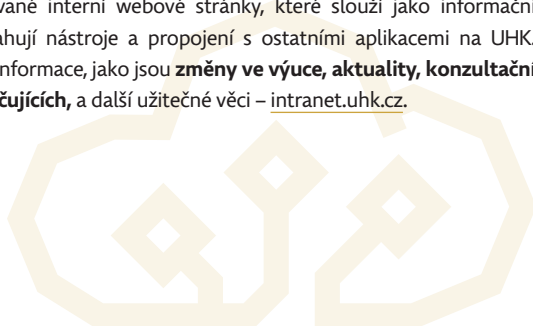 vané interní webové stránky, které slouží jako informační
ahují nástroje a propojení s ostatními aplikacemi na UHK.
nformace, jako jsou změny ve výuce, aktuality, konzultační
čujících, a další užitečné věci – intranet.uhk.cz.